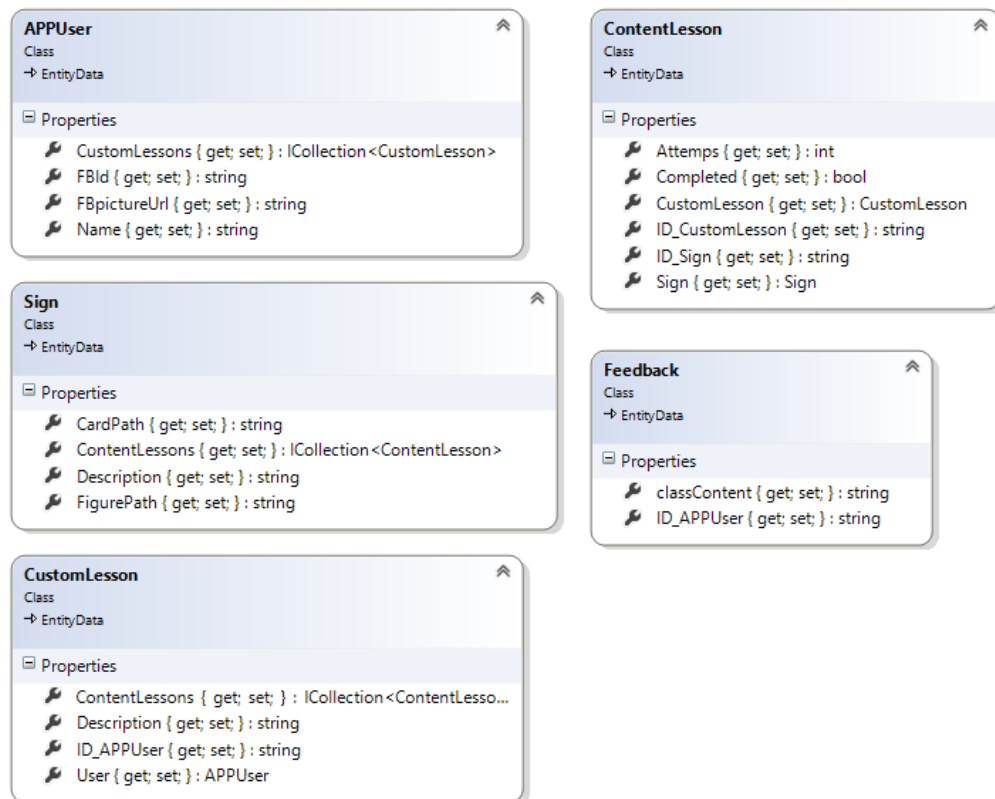 APPUser
Class
EntityData
Properties
CustomLessons { get; set; } : ICollection<CustomLesson>
FBId { get; set; } : string
FBpictureUrl { get; set; } : string
Name { get; set; } : string
Sign
Class
EntityData
Properties
CardPath { get; set; } : string
ContentLessons { get; set; } : ICollection<ContentLesson>
Description { get; set; } : string
FigurePath { get; set; } : string
CustomLesson
Class
EntityData
Properties
ContentLessons { get; set; } : ICollection<ContentLesso...
Description { get; set; } : string
ID_APPUser { get; set; } : string
User { get; set; } : APPUser
ContentLesson
Class
EntityData
Properties
Attemps { get; set; } : int
Completed { get; set; } : bool
CustomLesson { get; set; } : CustomLesson
ID_CustomLesson { get; set; } : string
ID_Sign { get; set; } : string
Sign { get; set; } : Sign
Feedback
Class
EntityData
Properties
classContent { get; set; } : string
ID_APPUser { get; set; } : string